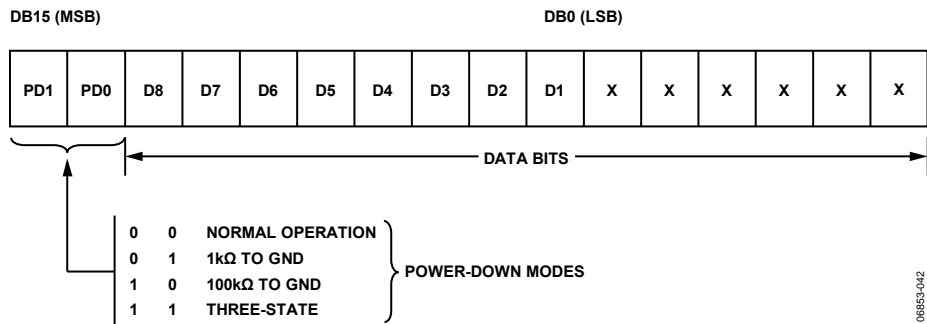 DB15 (MSB) DB0 (LSB)
PD1 PD0 D8 D7 D6 D5 D4 D3 D2 D1 X X X X X X
DATA BITS
0 0 NORMAL OPERATION
0 1 1kΩ TO GND
1 0 100kΩ TO GND
1 1 THREE-STATE
POWER-DOWN MODES
06853-042